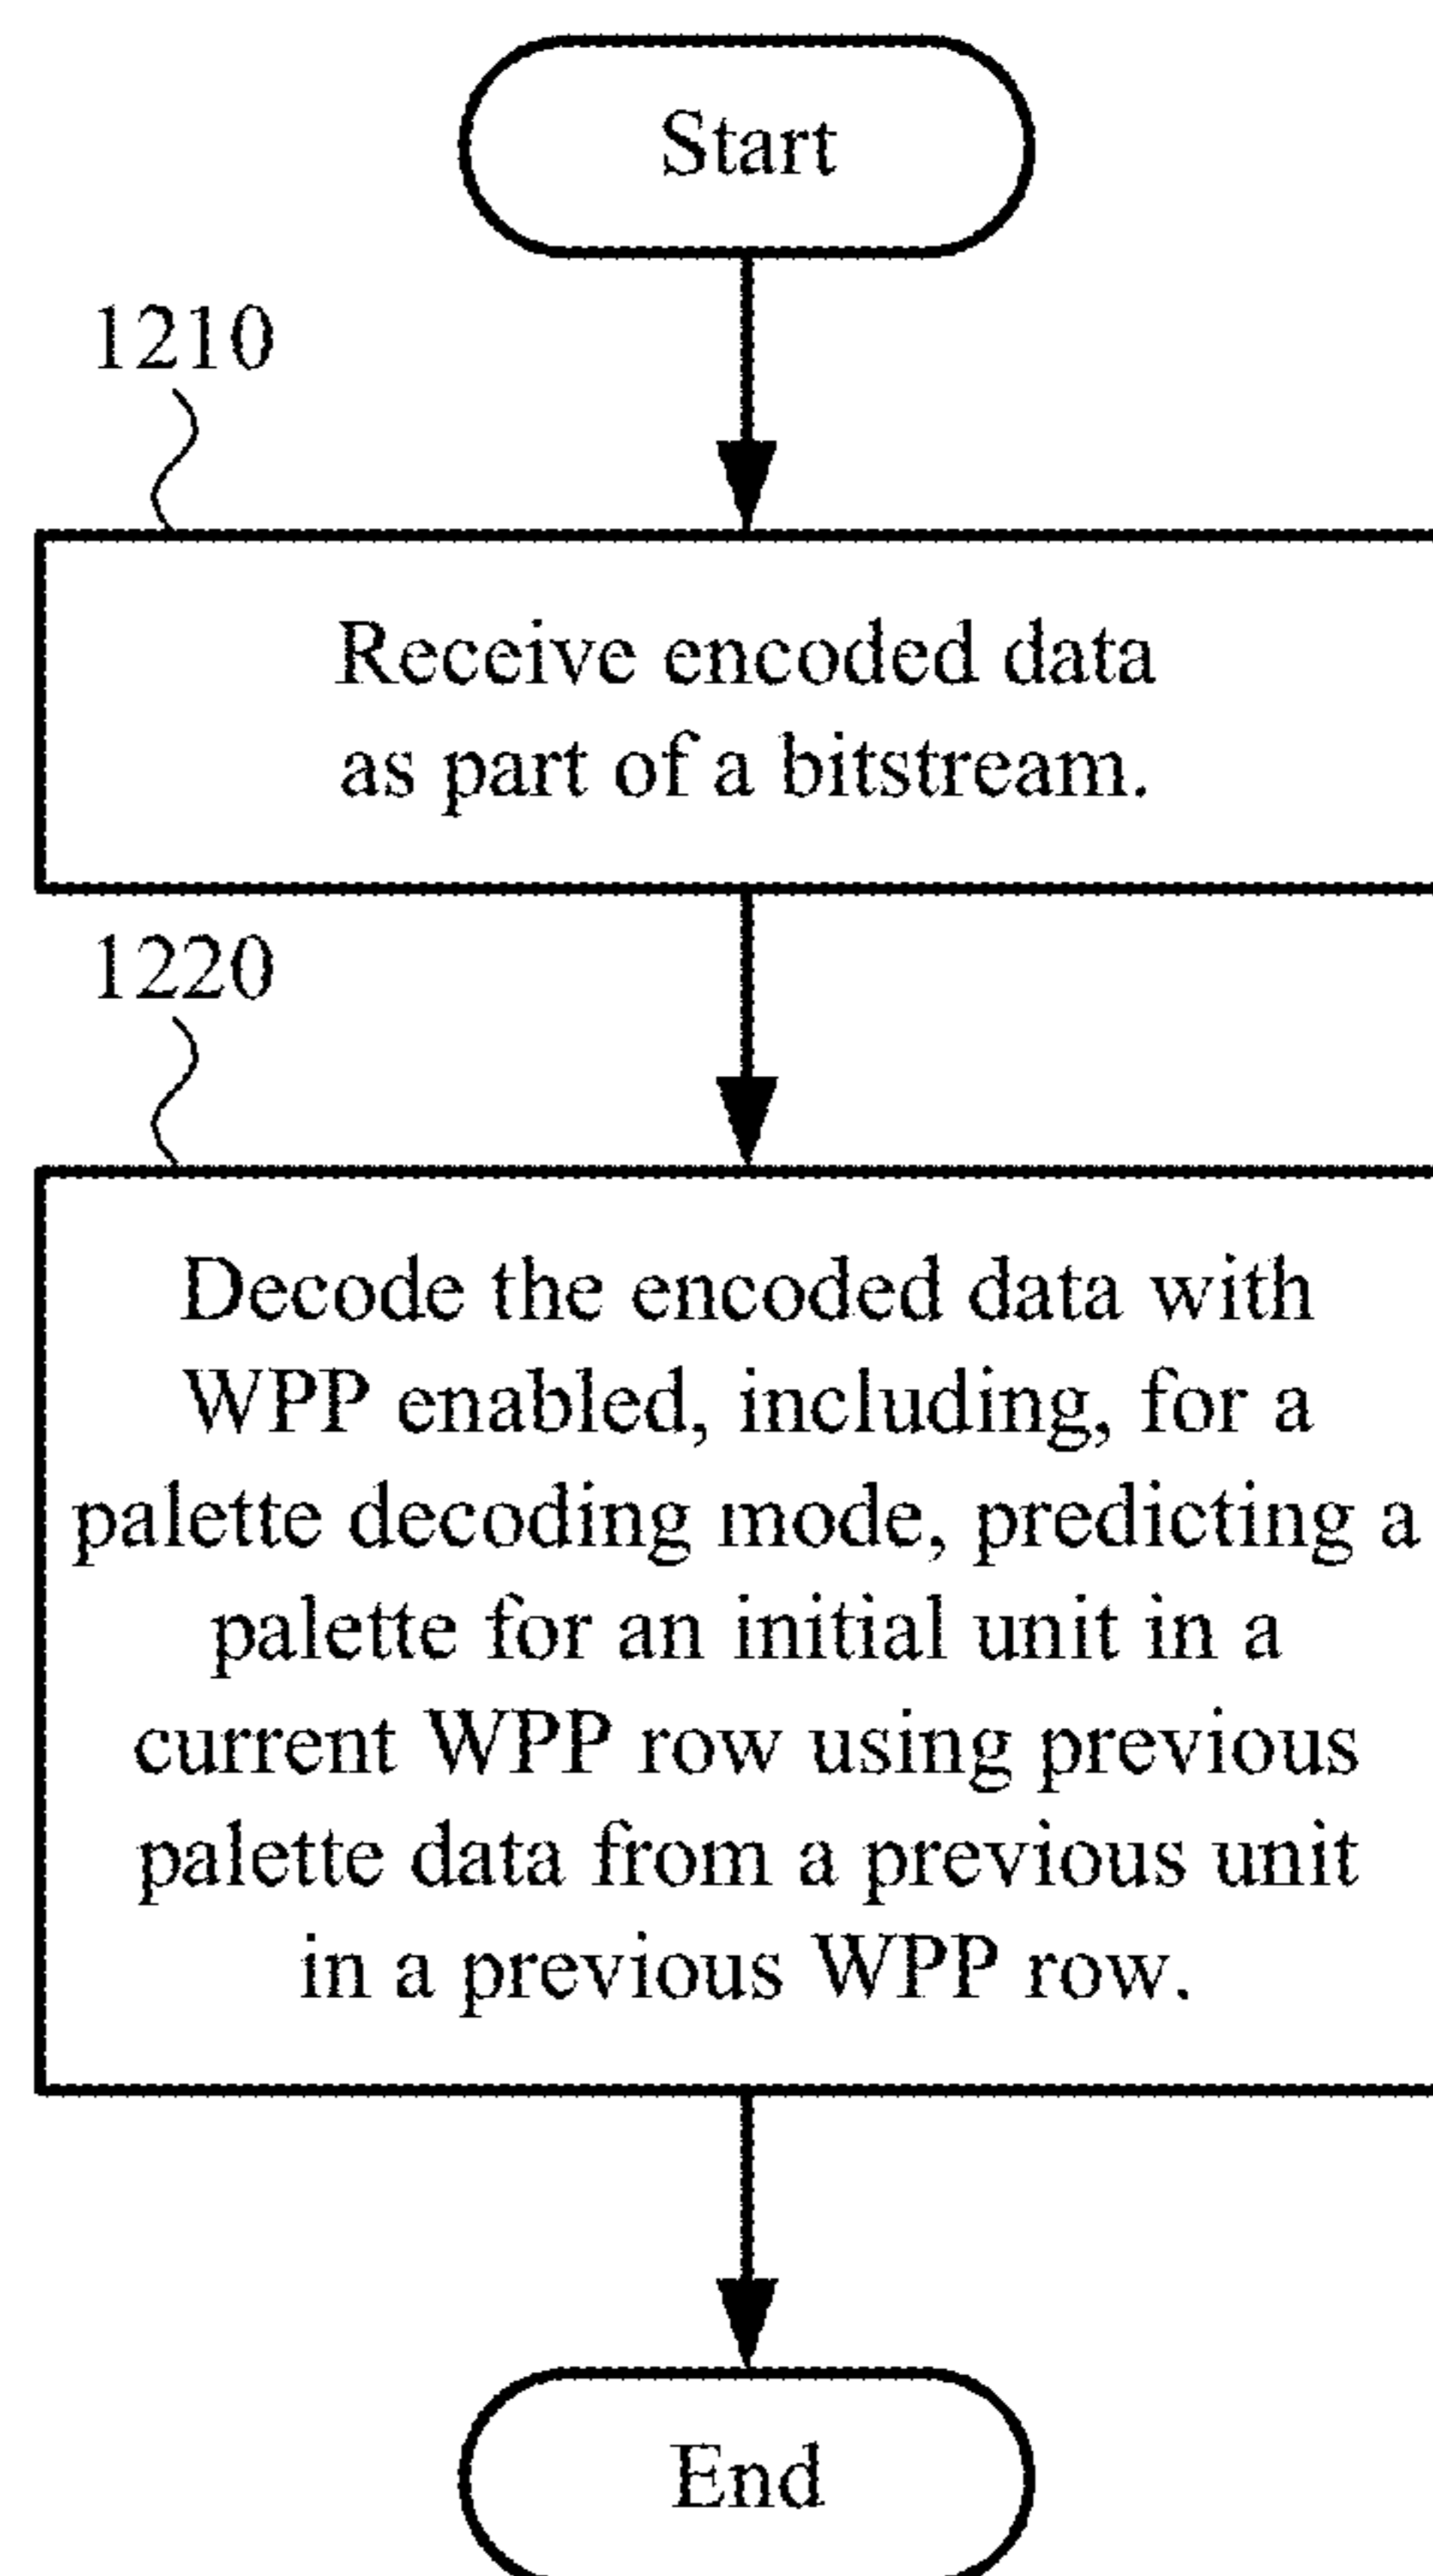 Start
1210
Receive encoded data
as part of a bitstream.
1220
Decode the encoded data with
WPP enabled, including, for a
palette decoding mode, predicting a
palette for an initial unit in a
current WPP row using previous
palette data from a previous unit
in a previous WPP row.
End